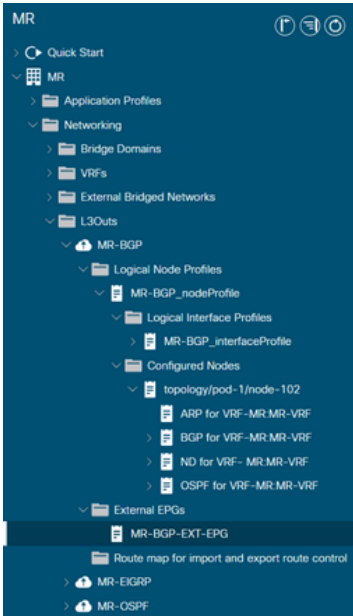 MR
Quick Start
MR
Application Profiles
Networking
Bridge Domains
VRFs
External Bridged Networks
L3Outs
MR-BGP
Logical Node Profiles
MR-BGP_nodeProfile
Logical Interface Profiles
MR-BGP_interfaceProfile
Configured Nodes
topology/pod-1/node-102
ARP for VRF-MR:MR-VRF
BGP for VRF-MR:MR-VRF
ND for VRF- MR:MR-VRF
OSPF for VRF-MR:MR-VRF
External EPGs
MR-BGP-EXT-EPG
Route map for import and export route control
MR-EIGRP
MR-OSPF